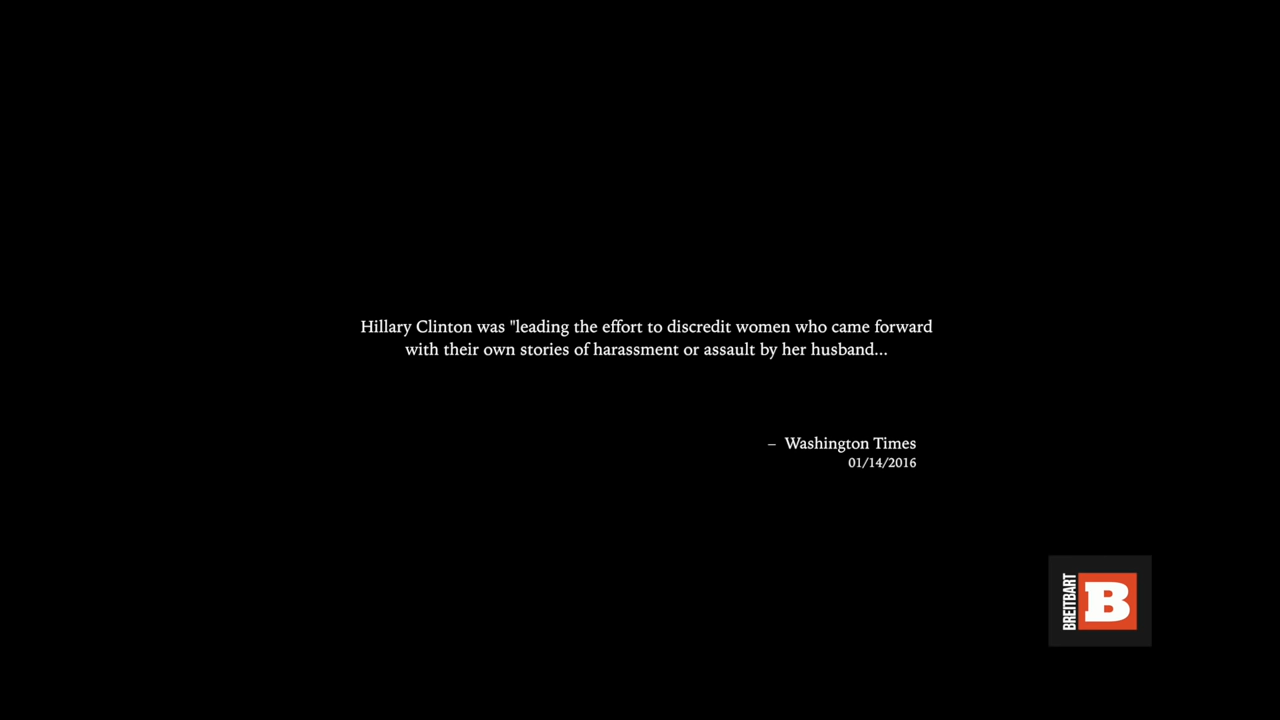 Hillary Clinton was "leading the effort to discredit women who came forward
with their own stories of harassment or assault by her husband...
– Washington Times
01/14/2016
BREITBART
B